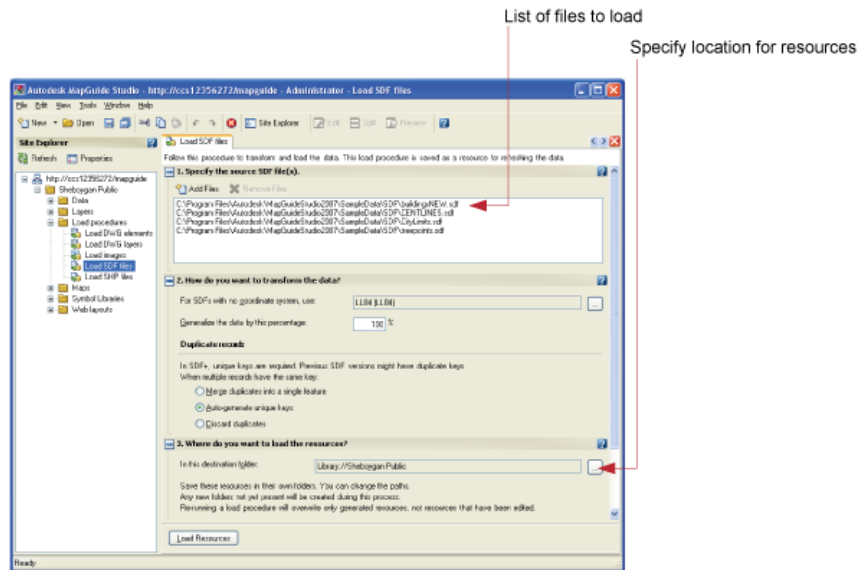 List of files to load
Specify location for resources
Autodesk MapGuide Studio - http://ccs12356272/mapguide - Administrator - Load SDF files
File Edit View Tools Window Help
New Open Site Explorer Edit Preview
Site Explorer
Load SDF files
Refresh Properties
Follow this procedure to transform and load the data. This load procedure is saved as a resource for refreshing the data.
http://ccs12356272/mapguide
Sheboygan Public
Data
Layers
Load procedures
Load DWG elements
Load DWG layers
Load images
Load SDF files
Load SHP files
Maps
Symbol Libraries
Web layouts
1. Specify the source SDF file(s).
Add Files Remove Files
C:\Program Files\Autodesk\MapGuideStudio2007\SampleData\SDF\buildingsNEW.sdf
C:\Program Files\Autodesk\MapGuideStudio2007\SampleData\SDF\CENTLINES.sdf
C:\Program Files\Autodesk\MapGuideStudio2007\SampleData\SDF\CityLimits.sdf
C:\Program Files\Autodesk\MapGuideStudio2007\SampleData\SDF\treepoints.sdf
2. How do you want to transform the data?
For SDFs with no coordinate system, use: LL84 (LL84) ...
Generalize the data by this percentage: 100 %
Duplicate records
In SDF+, unique keys are required. Previous SDF versions might have duplicate keys.
When multiple records have the same key:
Merge duplicates into a single feature
Auto-generate unique keys
Discard duplicates
3. Where do you want to load the resources?
In this destination folder: Library://Sheboygan Public ...
Save these resources in their own folders. You can change the paths.
Any new folders not yet present will be created during this process.
Rerunning a load procedure will overwrite only generated resources, not resources that have been edited.
Load Resources
Ready